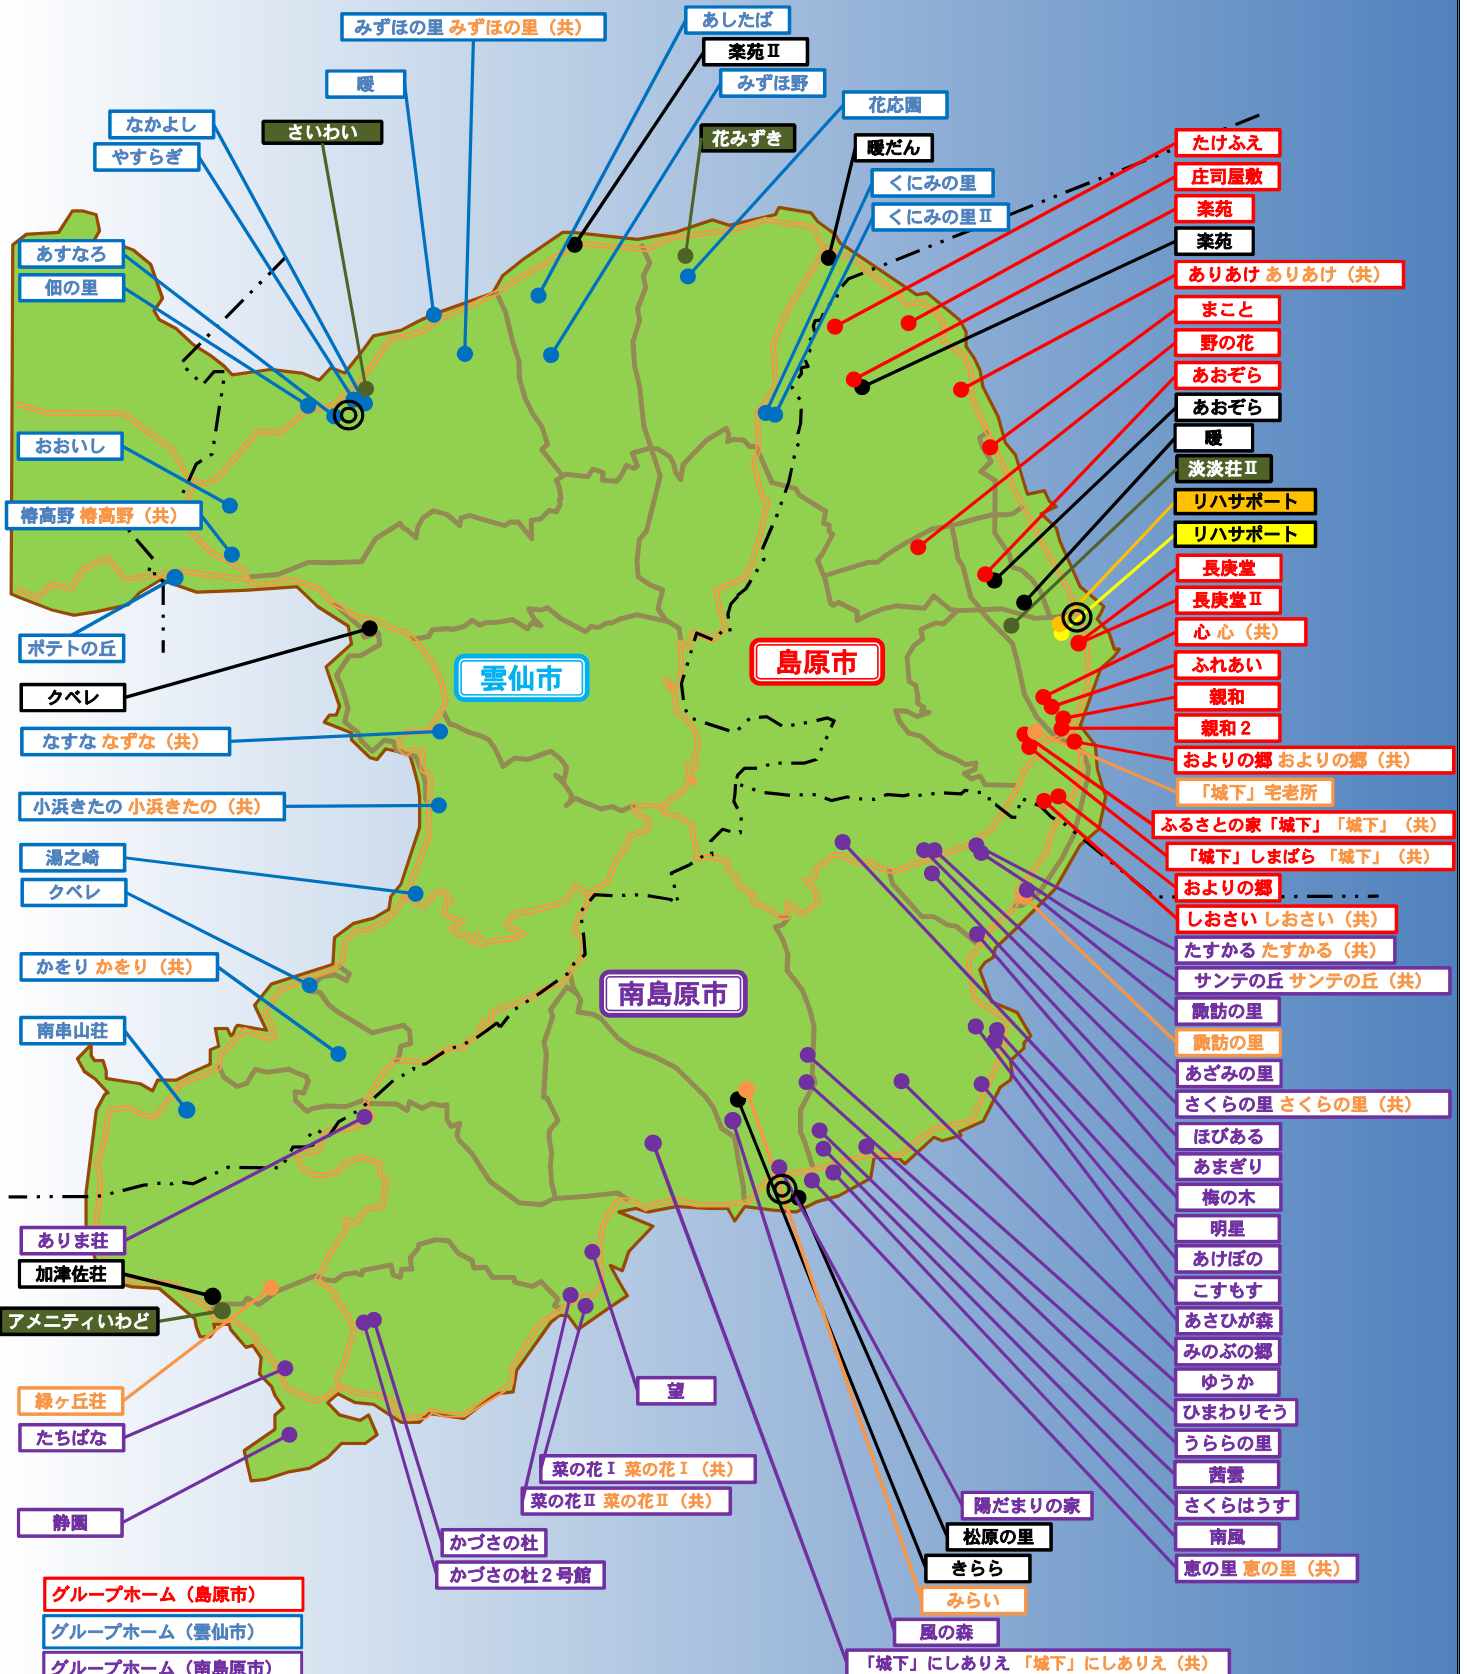 みずほの里 みずほの里（共）
あしたば
楽苑Ⅱ
暖
みずほ野
花応園
なかよし
さいわい
花みずき
暖だん
やすらぎ
くにみの里
くにみの里Ⅱ
あすなろ
佃の里
おおいし
椿高野 椿高野（共）
ポテトの丘
クベレ
なすな なずな（共）
小浜きたの 小浜きたの（共）
湯之崎
クベレ
かをり かをり（共）
南串山荘
ありま荘
加津佐荘
アメニティいわど
緑ヶ丘荘
たちばな
静園
雲仙市
島原市
南島原市
たけふえ
庄司屋敷
楽苑
楽苑
ありあけ ありあけ（共）
まこと
野の花
あおぞら
あおぞら
暖
淡淡荘Ⅱ
リハサポート
リハサポート
長庚堂
長庚堂Ⅱ
心 心（共）
ふれあい
親和
親和２
およりの郷 およりの郷（共）
「城下」宅老所
ふるさとの家「城下」「城下」（共）
「城下」しまばら 「城下」（共）
およりの郷
しおさい しおさい（共）
たすかる たすかる（共）
サンテの丘 サンテの丘（共）
諏訪の里
諏訪の里
あざみの里
さくらの里 さくらの里（共）
ほびある
あまぎり
梅の木
明星
あけぼの
こすもす
あさひが森
みのぶの郷
ゆうか
ひまわりそう
うららの里
茜雲
さくらはうす
南風
恵の里 恵の里（共）
望
菜の花Ⅰ 菜の花Ⅰ（共）
菜の花Ⅱ 菜の花Ⅱ（共）
かづさの杜
かづさの杜２号館
陽だまりの家
松原の里
きらら
みらい
風の森
「城下」にしありえ 「城下」にしありえ（共）
グループホーム（島原市）
グループホーム（雲仙市）
グループホーム（南島原市）